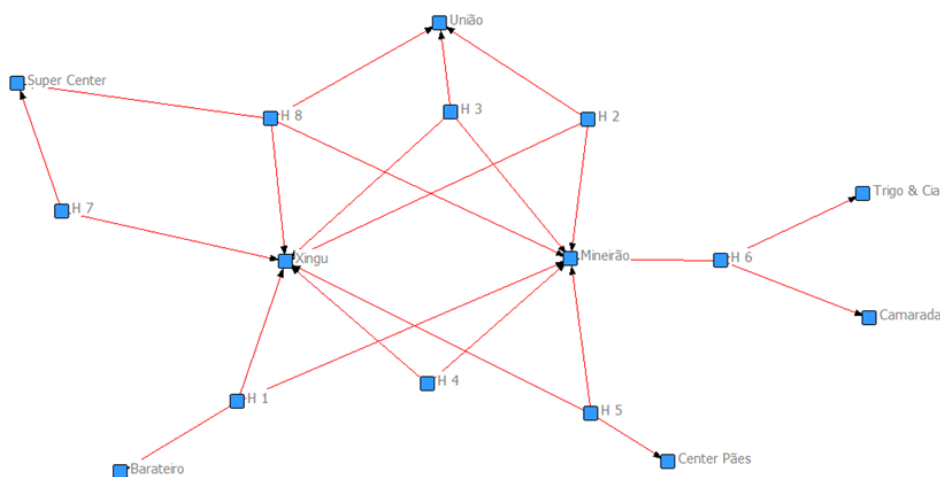 União
Super Center
H 8
H 3
H 2
Trigo & Cia
H 7
Xingu
Mineirão
H 6
Camarada
H 4
H 1
H 5
Center Pães
Barateiro